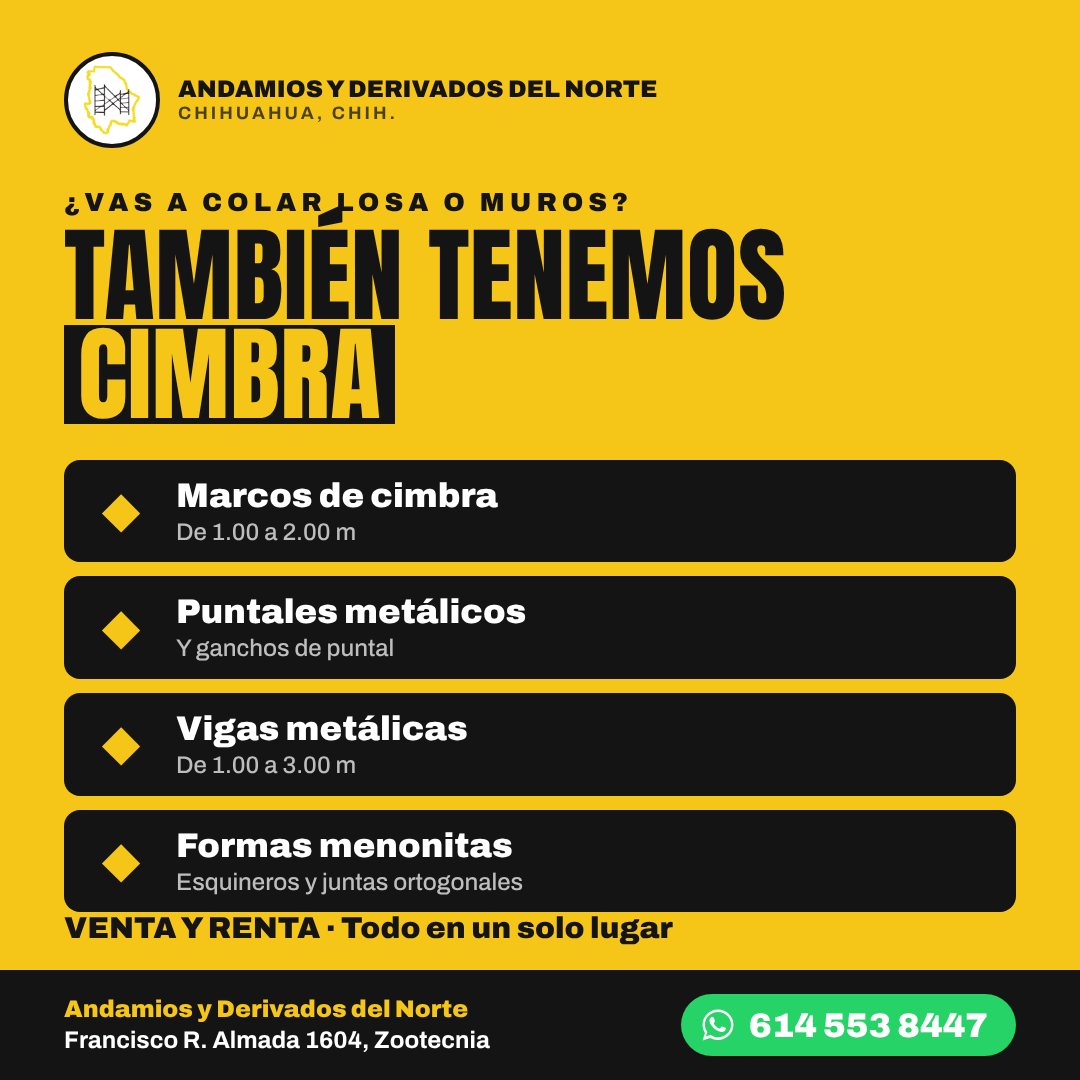 ANDAMIOS Y DERIVADOS DEL NORTE
CHIHUAHUA, CHIH.
¿VAS A COLAR LOSA O MUROS?
TAMBIÉN TENEMOS
CIMBRA
Marcos de cimbra
De 1.00 a 2.00 m
Puntales metálicos
Y ganchos de puntal
Vigas metálicas
De 1.00 a 3.00 m
Formas menonitas
Esquineros y juntas ortogonales
VENTA Y RENTA · Todo en un solo lugar
Andamios y Derivados del Norte
Francisco R. Almada 1604, Zootecnia
614 553 8447